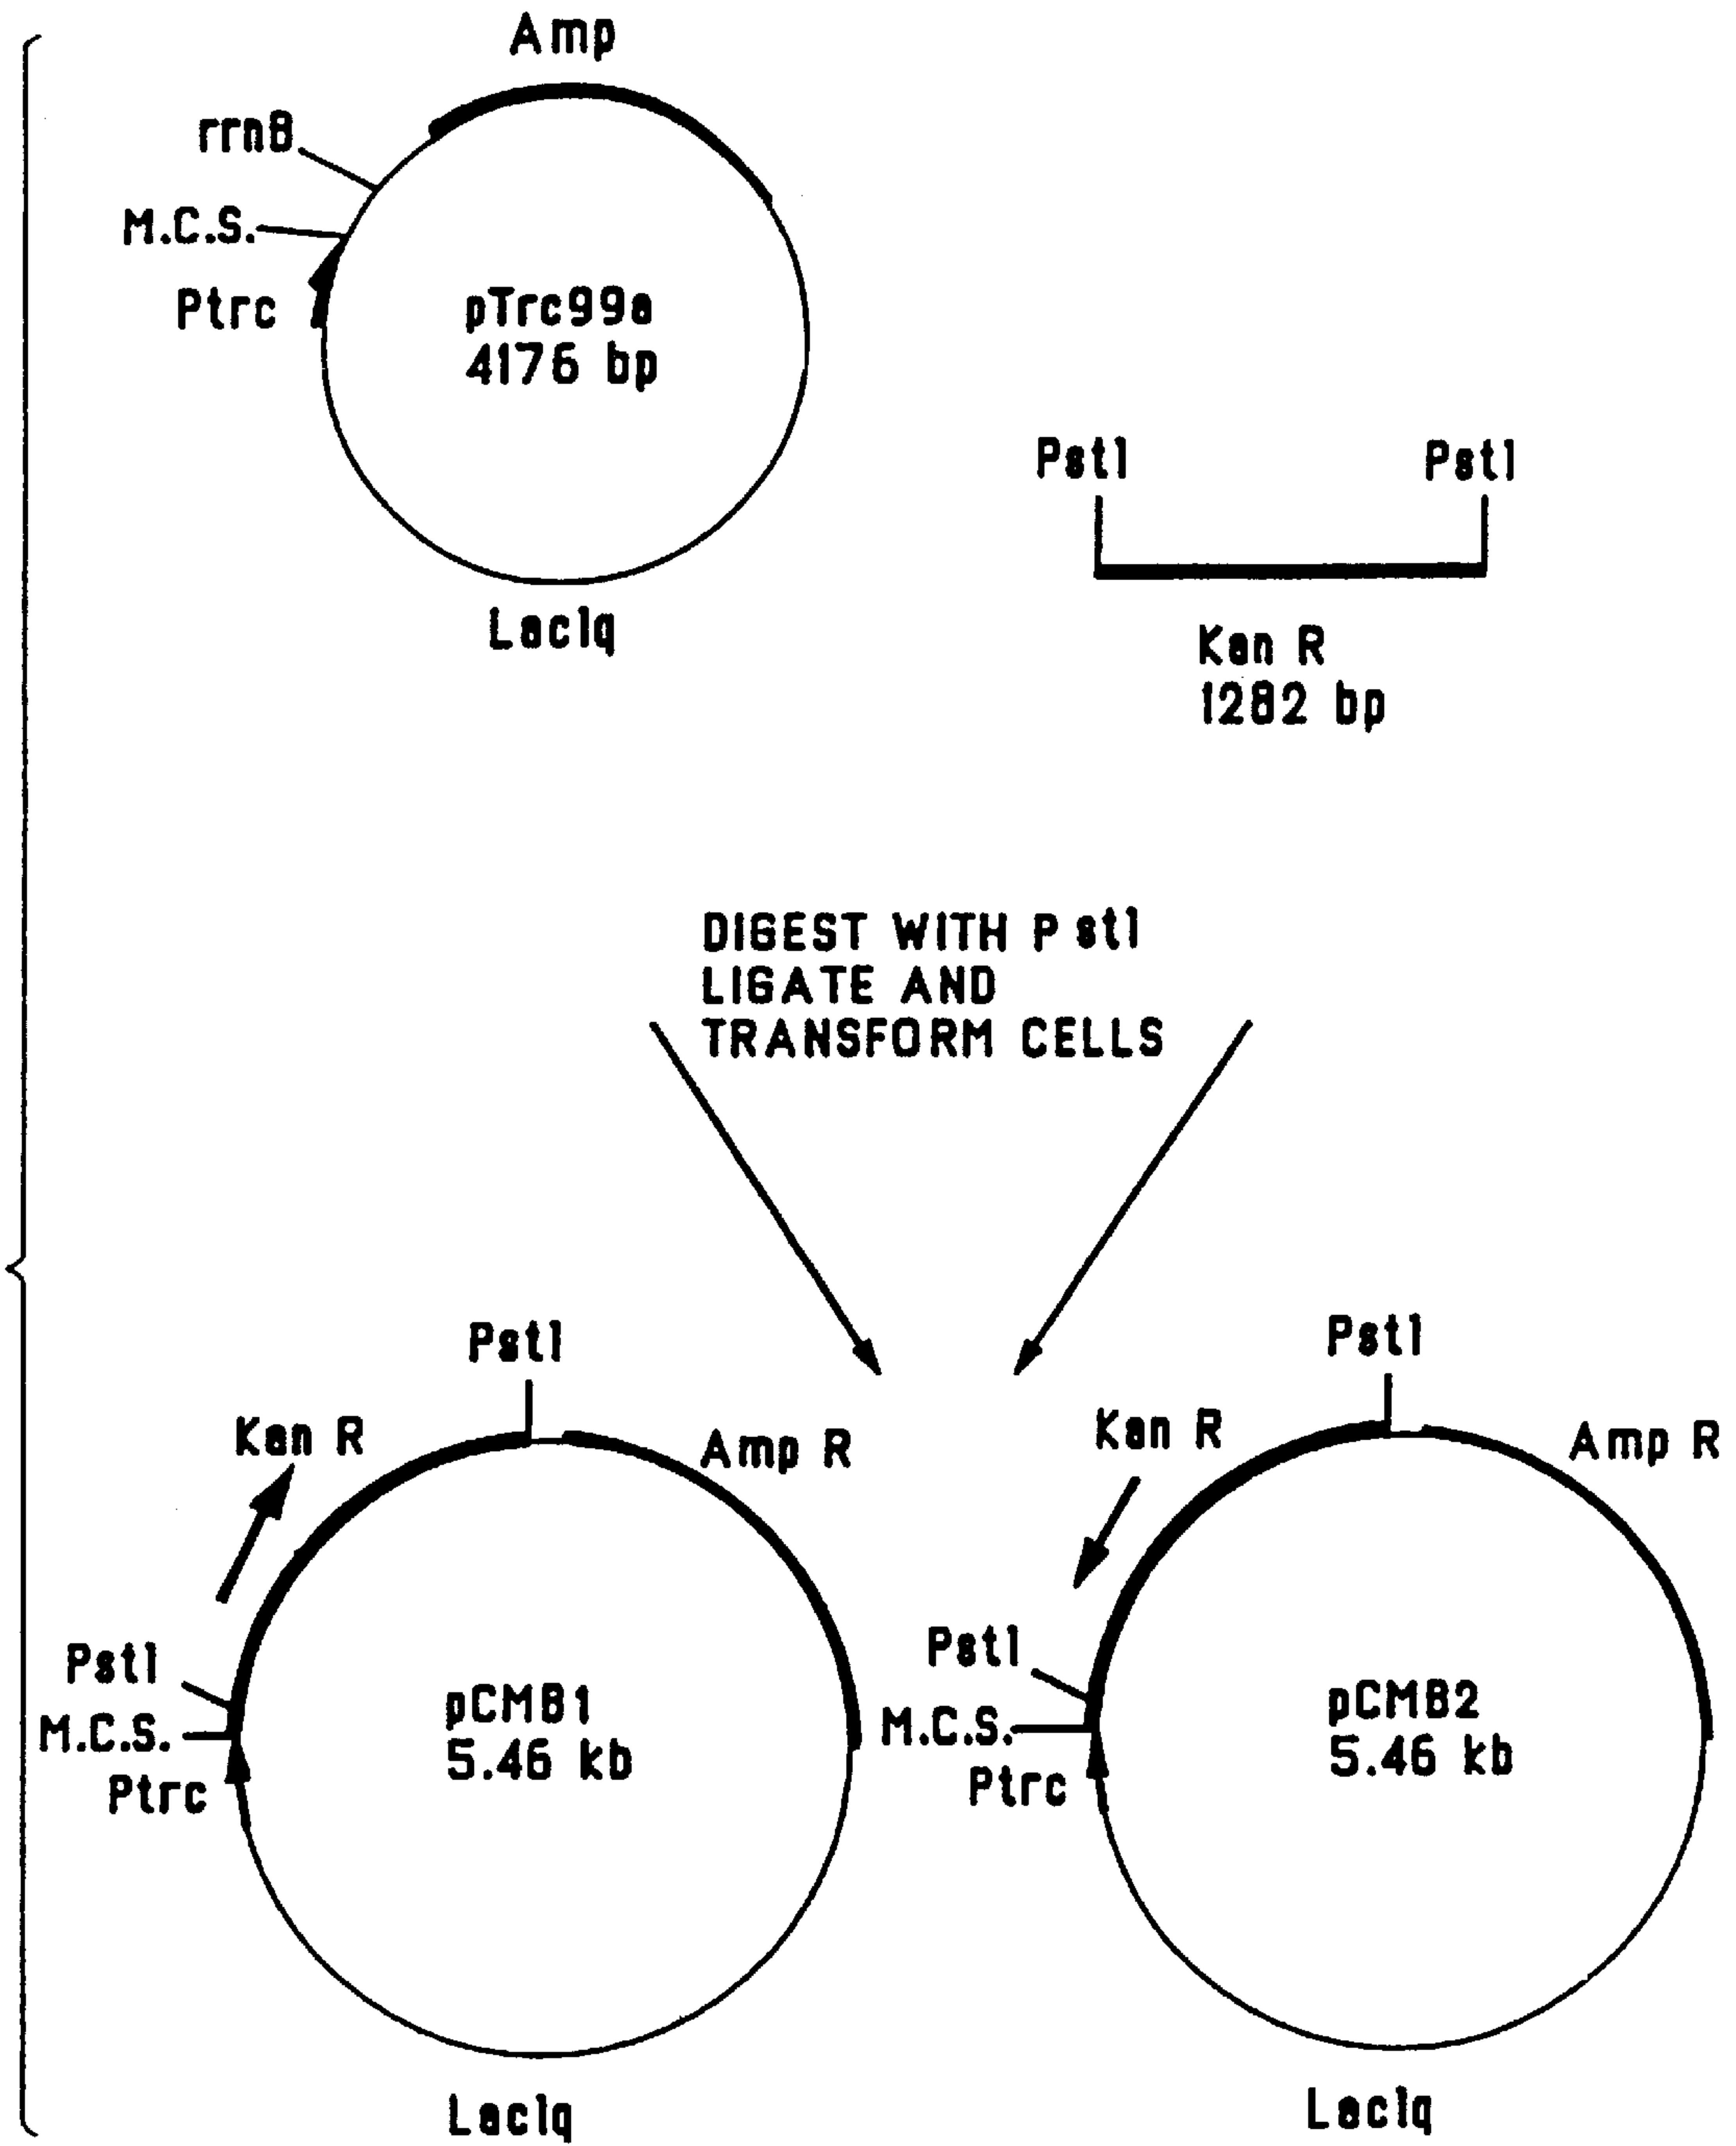 Amp
rrnB
M.C.S.
Ptrc
pTrc99a
4176 bp
LacIq
PstI
PstI
Kan R
1282 bp
DIGEST WITH P stI
LIGATE AND
TRANSFORM CELLS
PstI
Kan R
Amp R
PstI
M.C.S.
Ptrc
pCMB1
5.46 kb
LacIq
PstI
Kan R
Amp R
PstI
M.C.S.
Ptrc
pCMB2
5.46 kb
LacIq